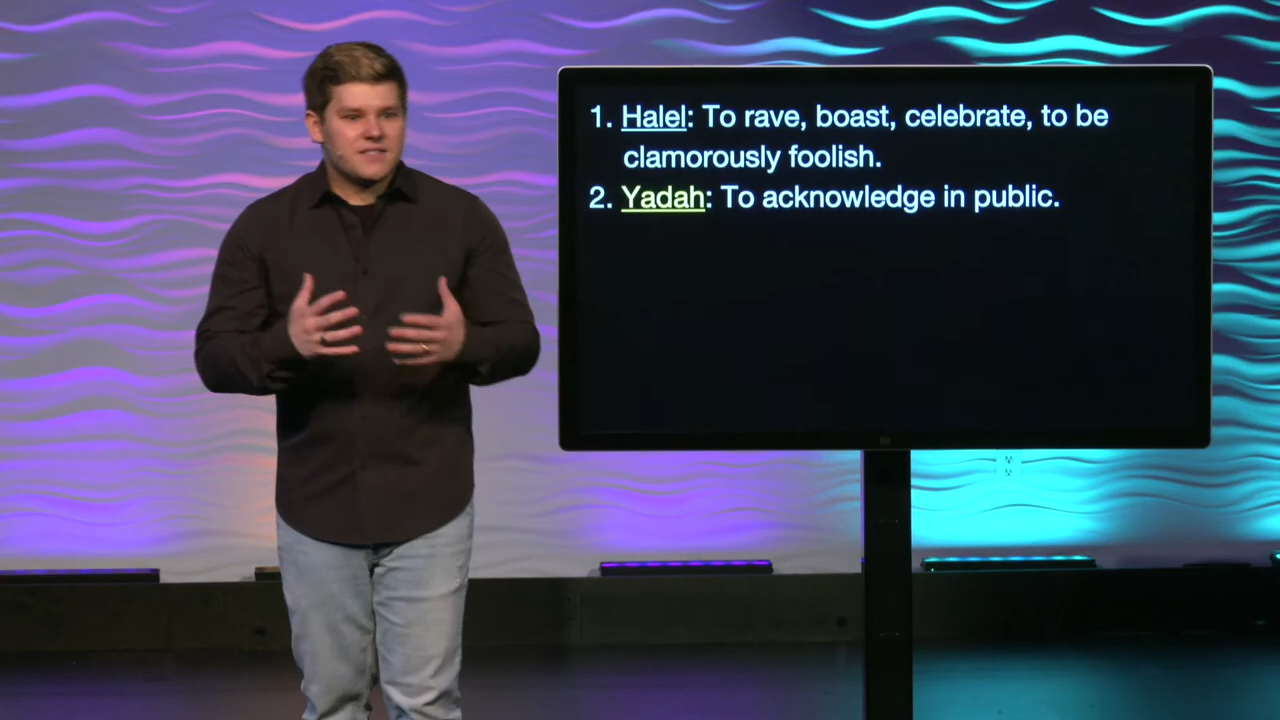 1. Halel: To rave, boast, celebrate, to be
clamorously foolish.
2. Yadah: To acknowledge in public.